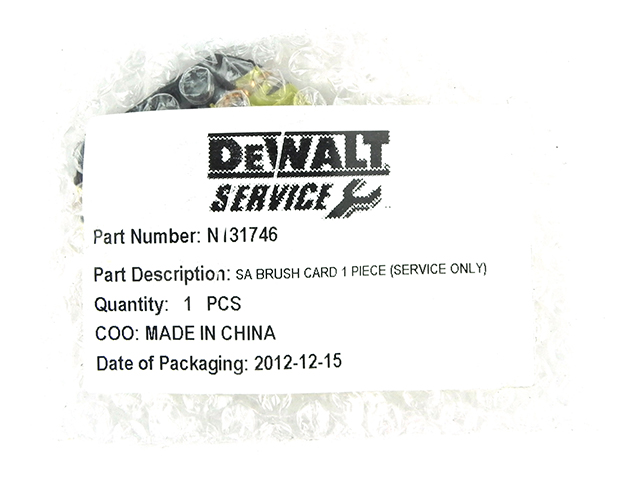 DEWALT
SERVICE
Part Number: N131746
Part Description: SA BRUSH CARD 1 PIECE (SERVICE ONLY)
Quantity: 1 PCS
COO: MADE IN CHINA
Date of Packaging: 2012-12-15